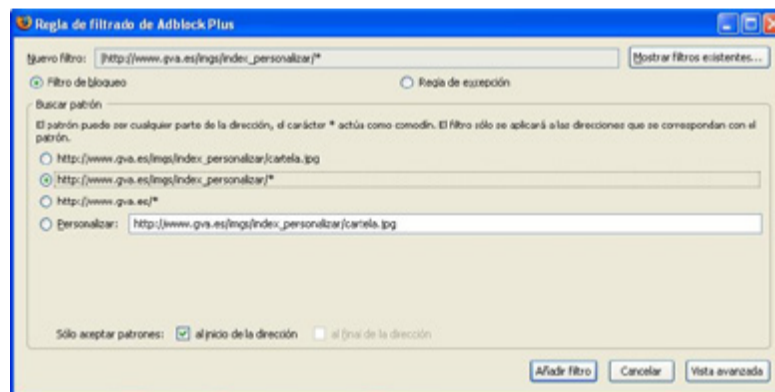 Regla de filtrado de Adblock Plus
Nuevo filtro: |http://www.gva.es/imgs/index_personalizar/* Mostrar filtros existentes...
Filtro de bloqueo Regla de excepción
Buscar patrón
El patrón puede ser cualquier parte de la dirección, el carácter * actúa como comodín. El filtro sólo se aplicará a las direcciones que se correspondan con el
patrón.
http://www.gva.es/imgs/index_personalizar/cartela.jpg
http://www.gva.es/imgs/index_personalizar/*
http://www.gva.es/*
Personalizar: http://www.gva.es/imgs/index_personalizar/cartela.jpg
Sólo aceptar patrones: al inicio de la dirección al final de la dirección
Añadir filtro Cancelar Vista avanzada